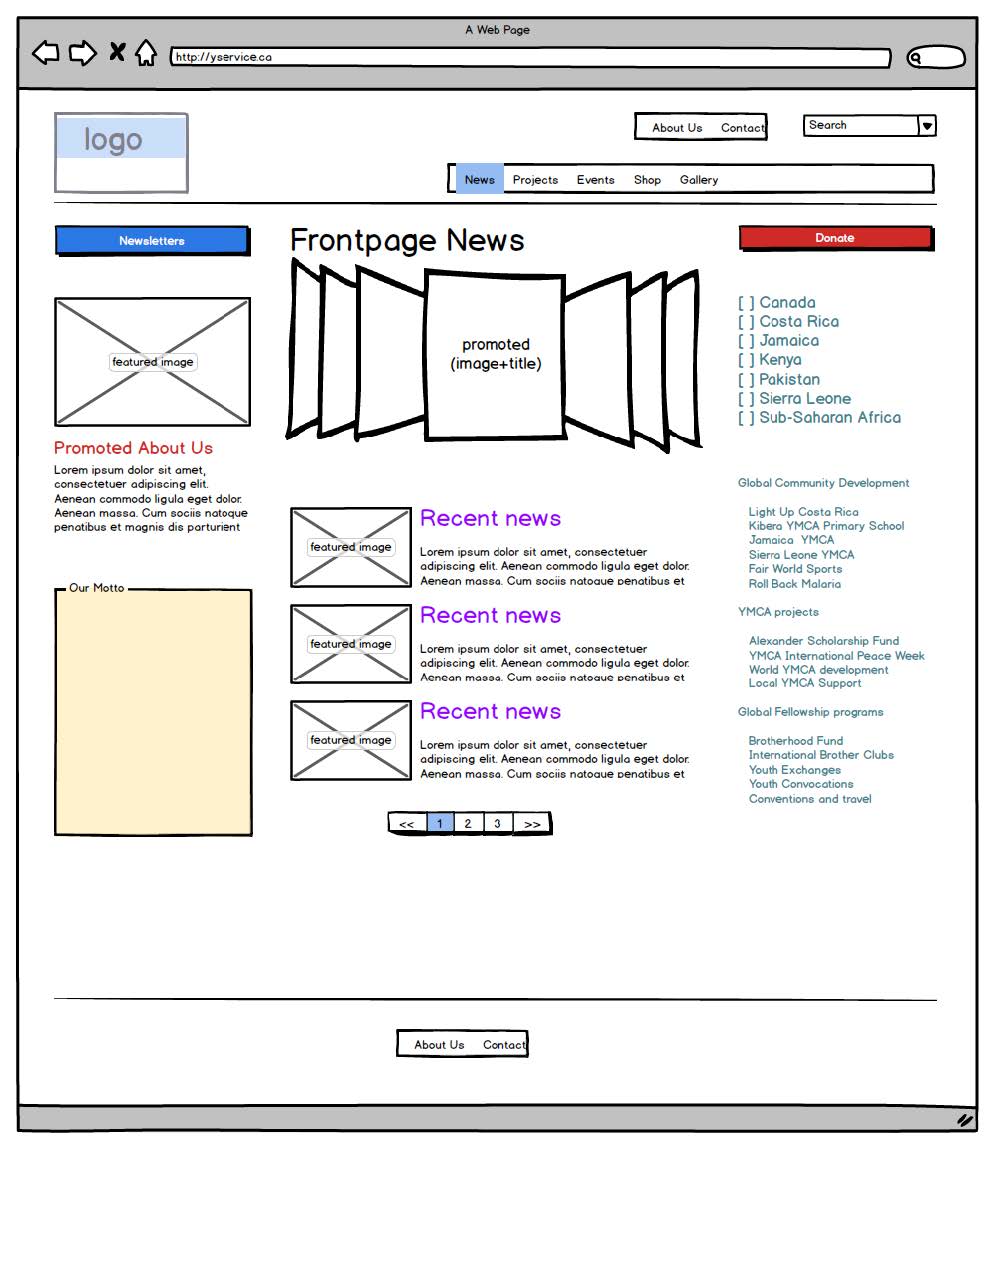 A Web Page
http://yservice.ca
logo
About Us Contact
Search
News Projects Events Shop Gallery
Newsletters
featured image
Promoted About Us
Lorem ipsum dolor sit amet,
consectetuer adipiscing elit.
Aenean commodo ligula eget dolor.
Aenean massa. Cum sociis natoque
penatibus et magnis dis parturient
Our Motto
Frontpage News
promoted
(image+title)
featured image
Recent news
Lorem ipsum dolor sit amet, consectetuer
adipiscing elit. Aenean commodo ligula eget dolor.
Aenean massa. Cum sociis natoque penatibus et
featured image
Recent news
Lorem ipsum dolor sit amet, consectetuer
adipiscing elit. Aenean commodo ligula eget dolor.
Aenean massa. Cum sociis natoque penatibus et
featured image
Recent news
Lorem ipsum dolor sit amet, consectetuer
adipiscing elit. Aenean commodo ligula eget dolor.
Aenean massa. Cum sociis natoque penatibus et
<< 1 2 3 >>
Donate
[ ] Canada
[ ] Costa Rica
[ ] Jamaica
[ ] Kenya
[ ] Pakistan
[ ] Sierra Leone
[ ] Sub-Saharan Africa
Global Community Development
Light Up Costa Rica
Kibera YMCA Primary School
Jamaica YMCA
Sierra Leone YMCA
Fair World Sports
Roll Back Malaria
YMCA projects
Alexander Scholarship Fund
YMCA International Peace Week
World YMCA development
Local YMCA Support
Global Fellowship programs
Brotherhood Fund
International Brother Clubs
Youth Exchanges
Youth Convocations
Conventions and travel
About Us Contact